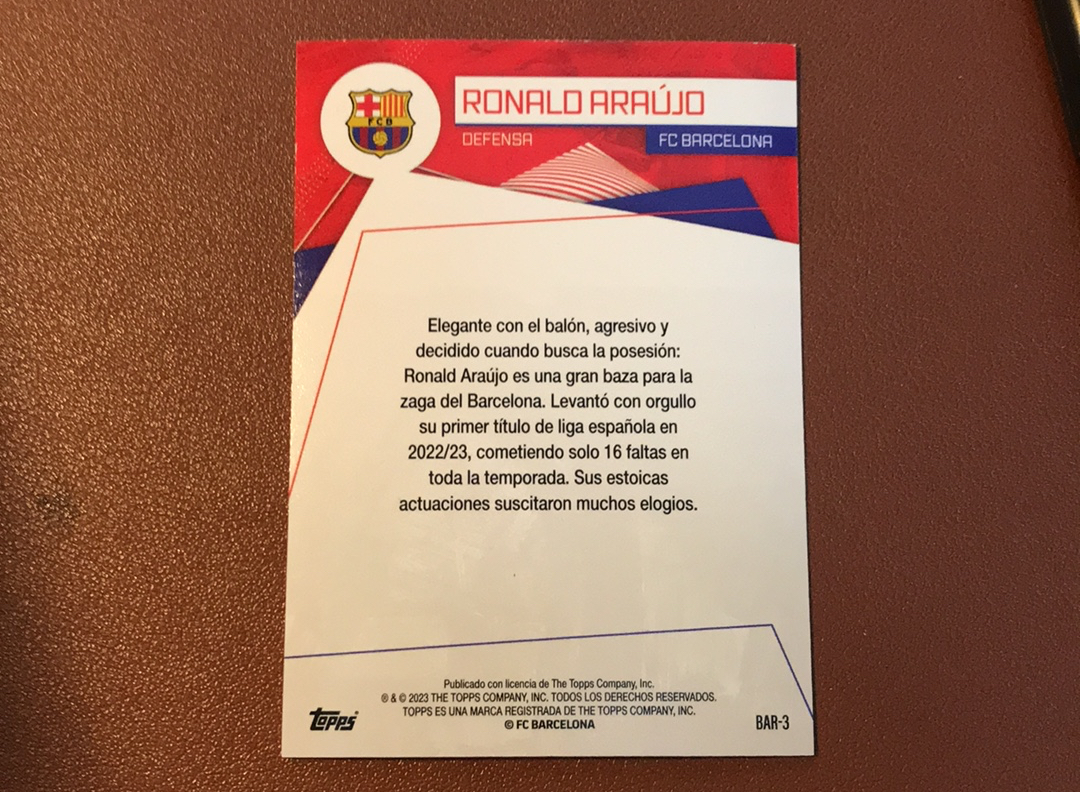 FCB
RONALD ARAÚJO
DEFENSA
FC BARCELONA
Elegante con el balón, agresivo y
decidido cuando busca la posesión:
Ronald Araújo es una gran baza para la
zaga del Barcelona. Levantó con orgullo
su primer título de liga española en
2022/23, cometiendo solo 16 faltas en
toda la temporada. Sus estoicas
actuaciones suscitaron muchos elogios.
Publicado con licencia de The Topps Company, Inc.
® & © 2023 THE TOPPS COMPANY, INC. TODOS LOS DERECHOS RESERVADOS.
TOPPS ES UNA MARCA REGISTRADA DE THE TOPPS COMPANY, INC.
© FC BARCELONA
topps
BAR-3